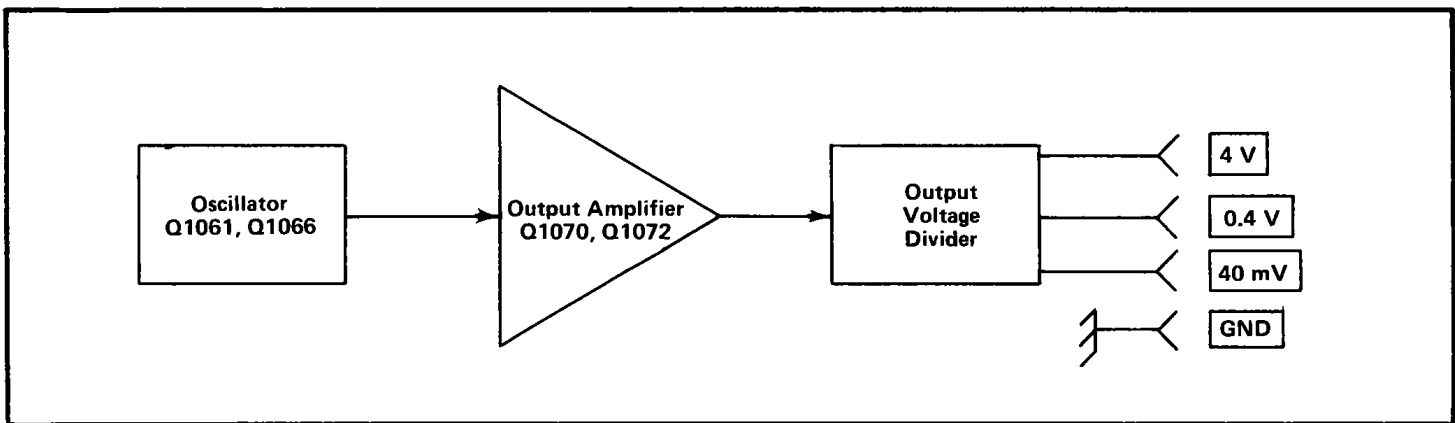 Oscillator
Q1061, Q1066
Output Amplifier
Q1070, Q1072
Output
Voltage
Divider
4 V
0.4 V
40 mV
GND